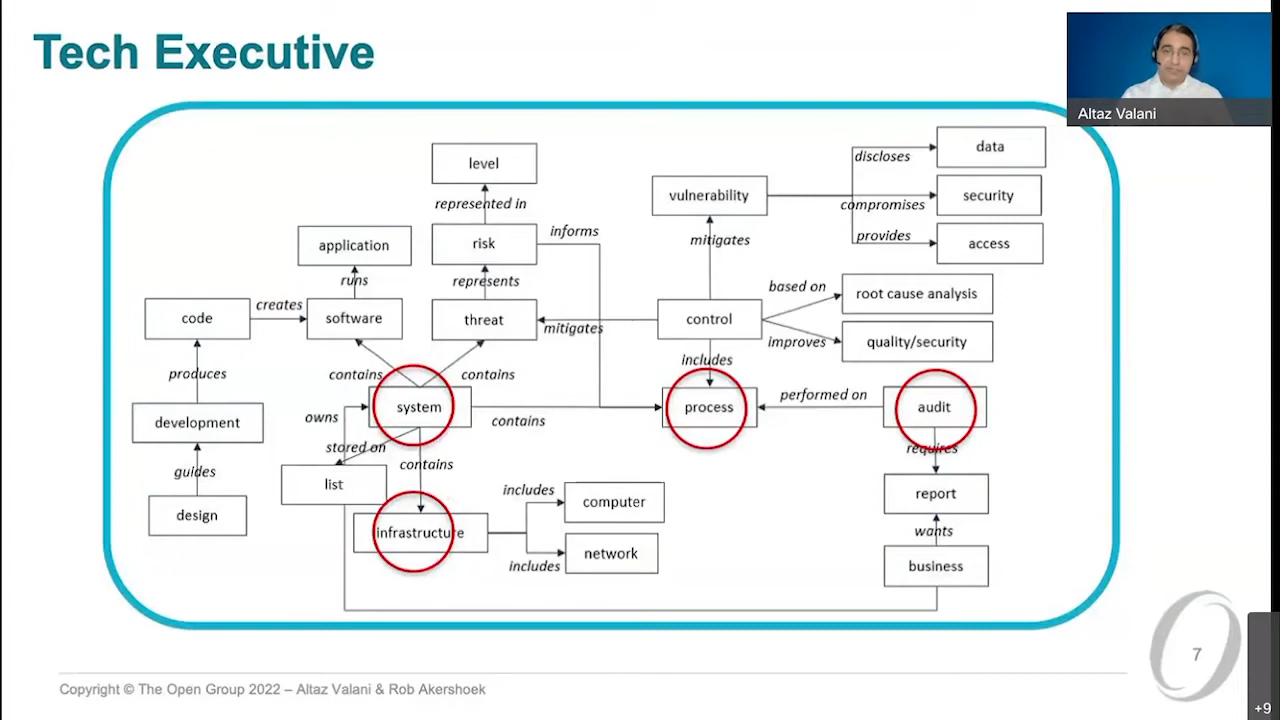 Tech Executive
Altaz Valani
data
discloses
level
vulnerability
security
compromises
represented in
provides
access
informs
risk
application
mitigates
runs
represents
based on
root cause analysis
creates
code
software
threat
control
mitigates
improves
quality/security
includes
produces
contains
contains
performed on
system
process
audit
owns
contains
development
stored on
requires
contains
guides
list
includes
computer
report
design
infrastructure
wants
network
includes
business
7
Copyright © The Open Group 2022 – Altaz Valani & Rob Akershoek
+9